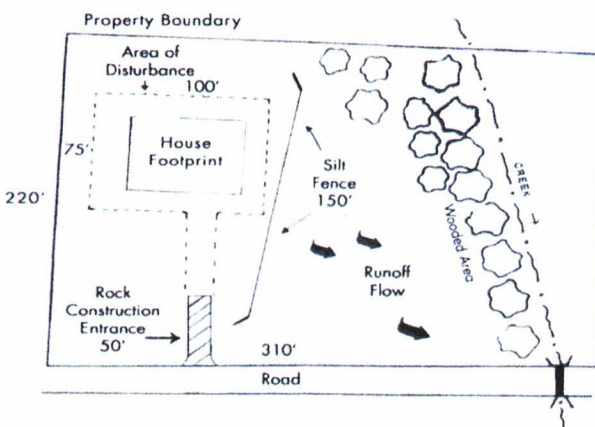 Property Boundary
Area of
Disturbance
100'
House
Footprint
75'
220'
Silt
Fence
150'
CREEK →
Wooded Area
Runoff
Flow
Rock
Construction
Entrance
50'
310'
Road